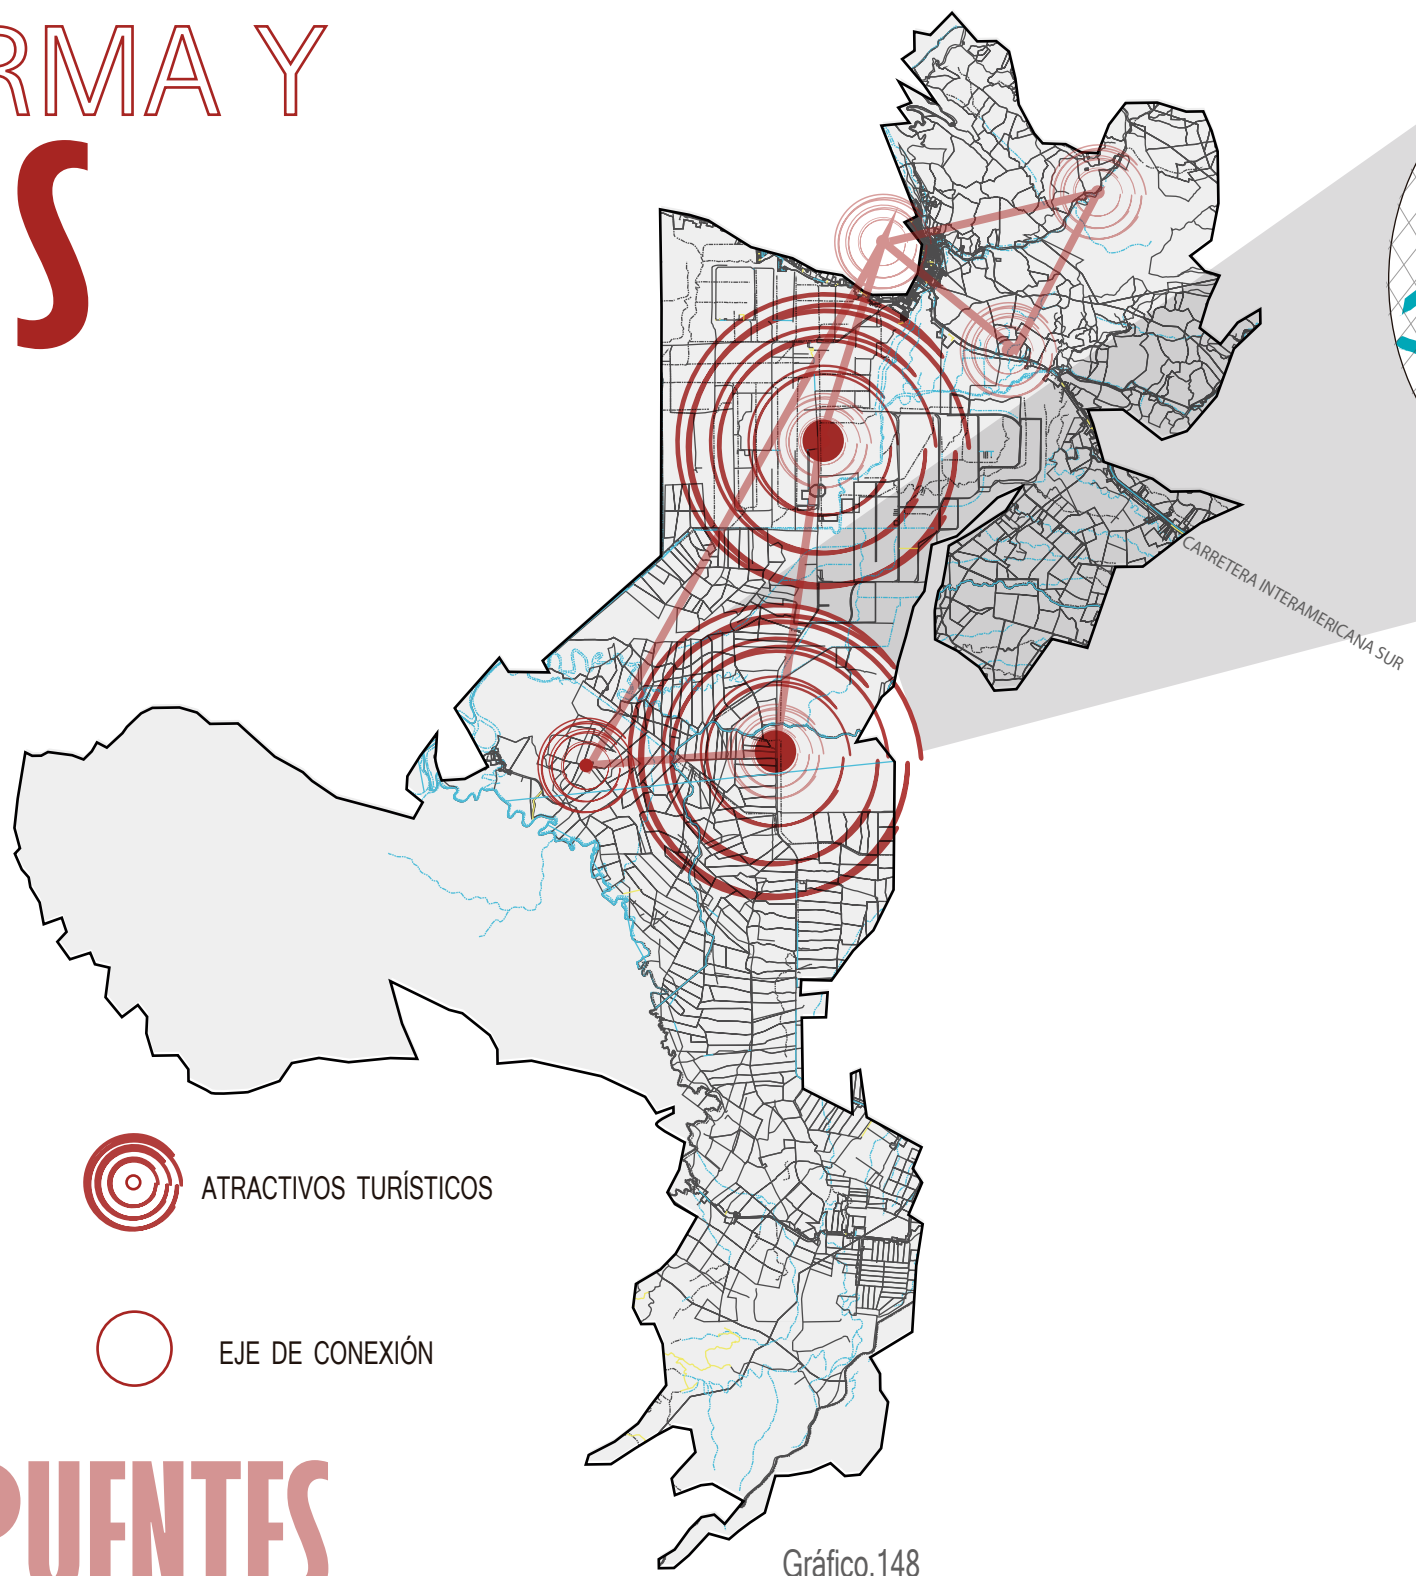 RMA Y
S
CARRETERA INTERAMERICANA SUR
ATRACTIVOS TURÍSTICOS
EJE DE CONEXIÓN
PUENTES
Gráfico.148